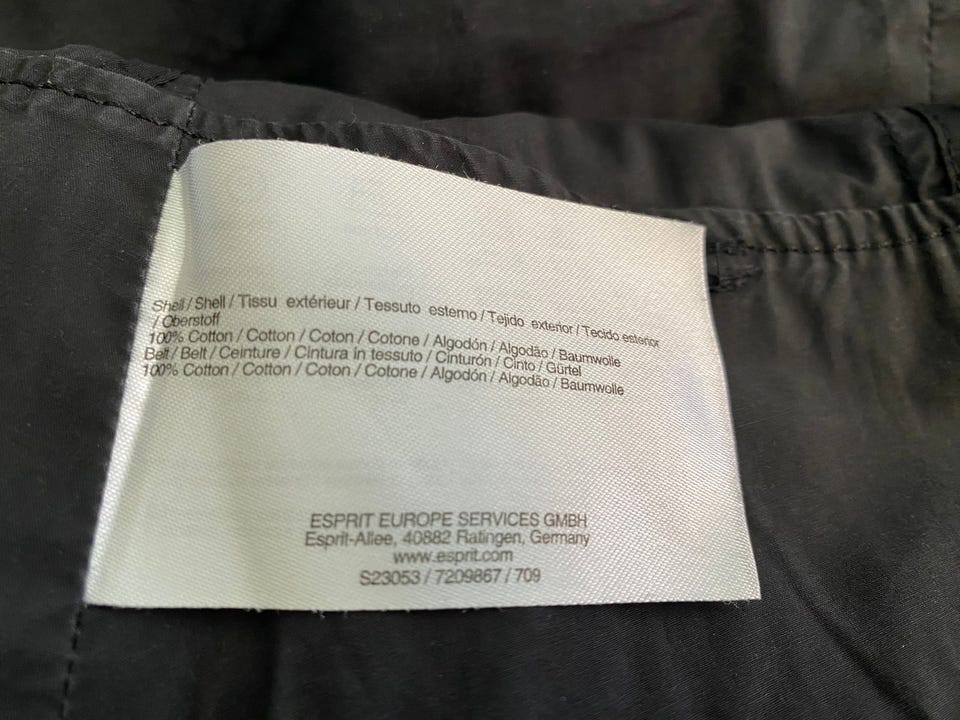 Shell / Shell / Tissu extérieur / Tessuto esterno / Tejido exterior / Tecido esterior
/ Oberstoff
100% Cotton / Cotton / Coton / Cotone / Algodón / Algodão / Baumwolle
Belt / Belt / Ceinture / Cintura in tessuto / Cinturón / Cinto / Gürtel
100% Cotton / Cotton / Coton / Cotone / Algodón / Algodão / Baumwolle
ESPRIT EUROPE SERVICES GMBH
Esprit-Allee, 40882 Ratingen, Germany
www.esprit.com
S23053 / 7209867 / 709